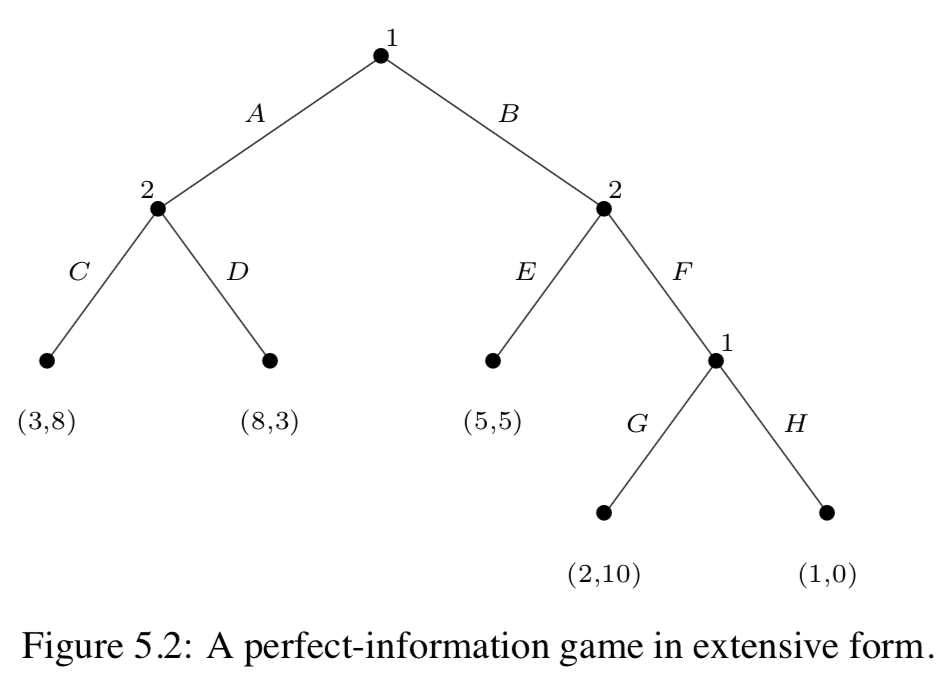 1
A B
2 2
C D E F
1
(3,8) (8,3) (5,5) G H
(2,10) (1,0)
Figure 5.2: A perfect-information game in extensive form.